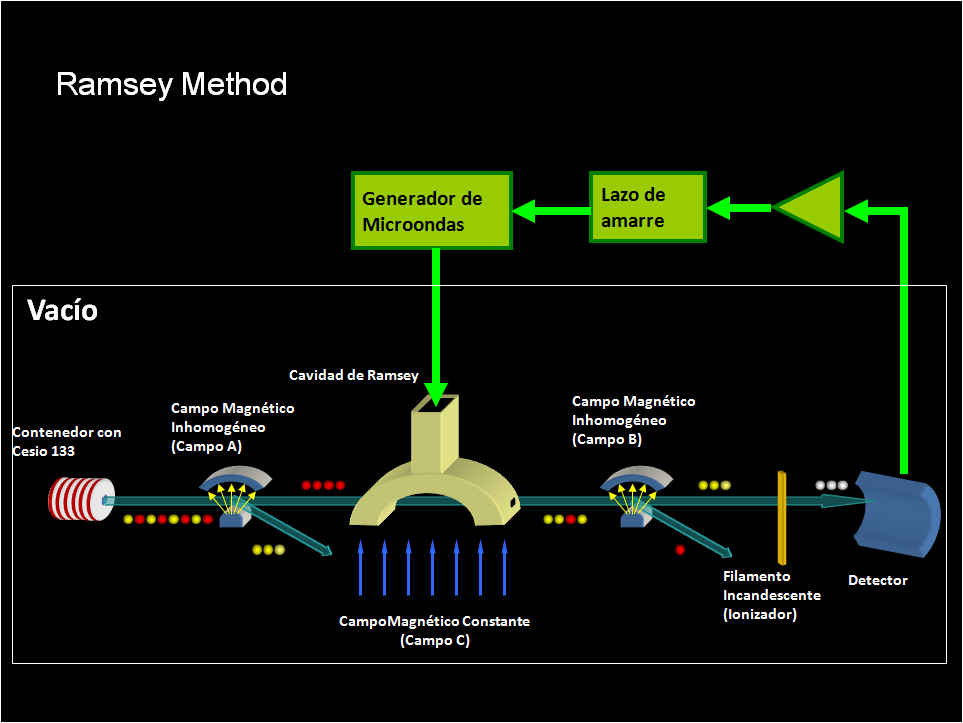 Ramsey Method
Generador de
Microondas
Lazo de
amarre
Vacío
Cavidad de Ramsey
Campo Magnético
Inhomogéneo
(Campo A)
Campo Magnético
Inhomogéneo
(Campo B)
Contenedor con
Cesio 133
Filamento
Incandescente
(Ionizador)
Detector
CampoMagnético Constante
(Campo C)